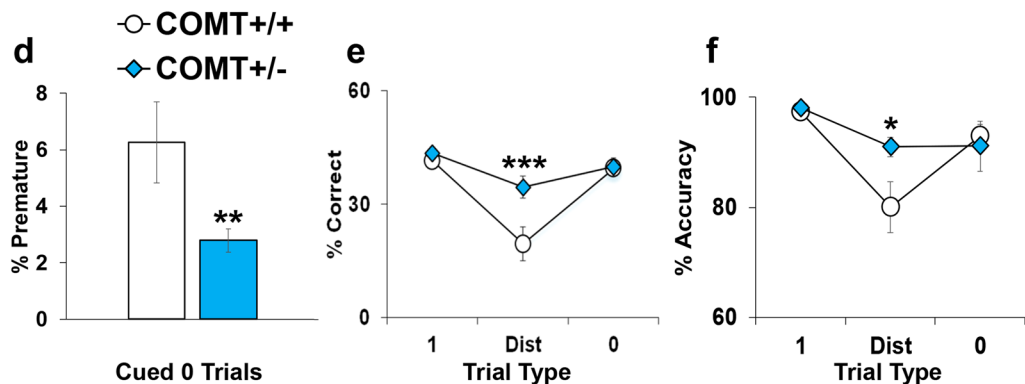 COMT+/+
COMT+/-
d
% Premature
8
6
4
2
0
**
Cued 0 Trials
e
% Correct
60
30
0
***
1 Dist 0
Trial Type
f
% Accuracy
100
80
60
*
1 Dist 0
Trial Type